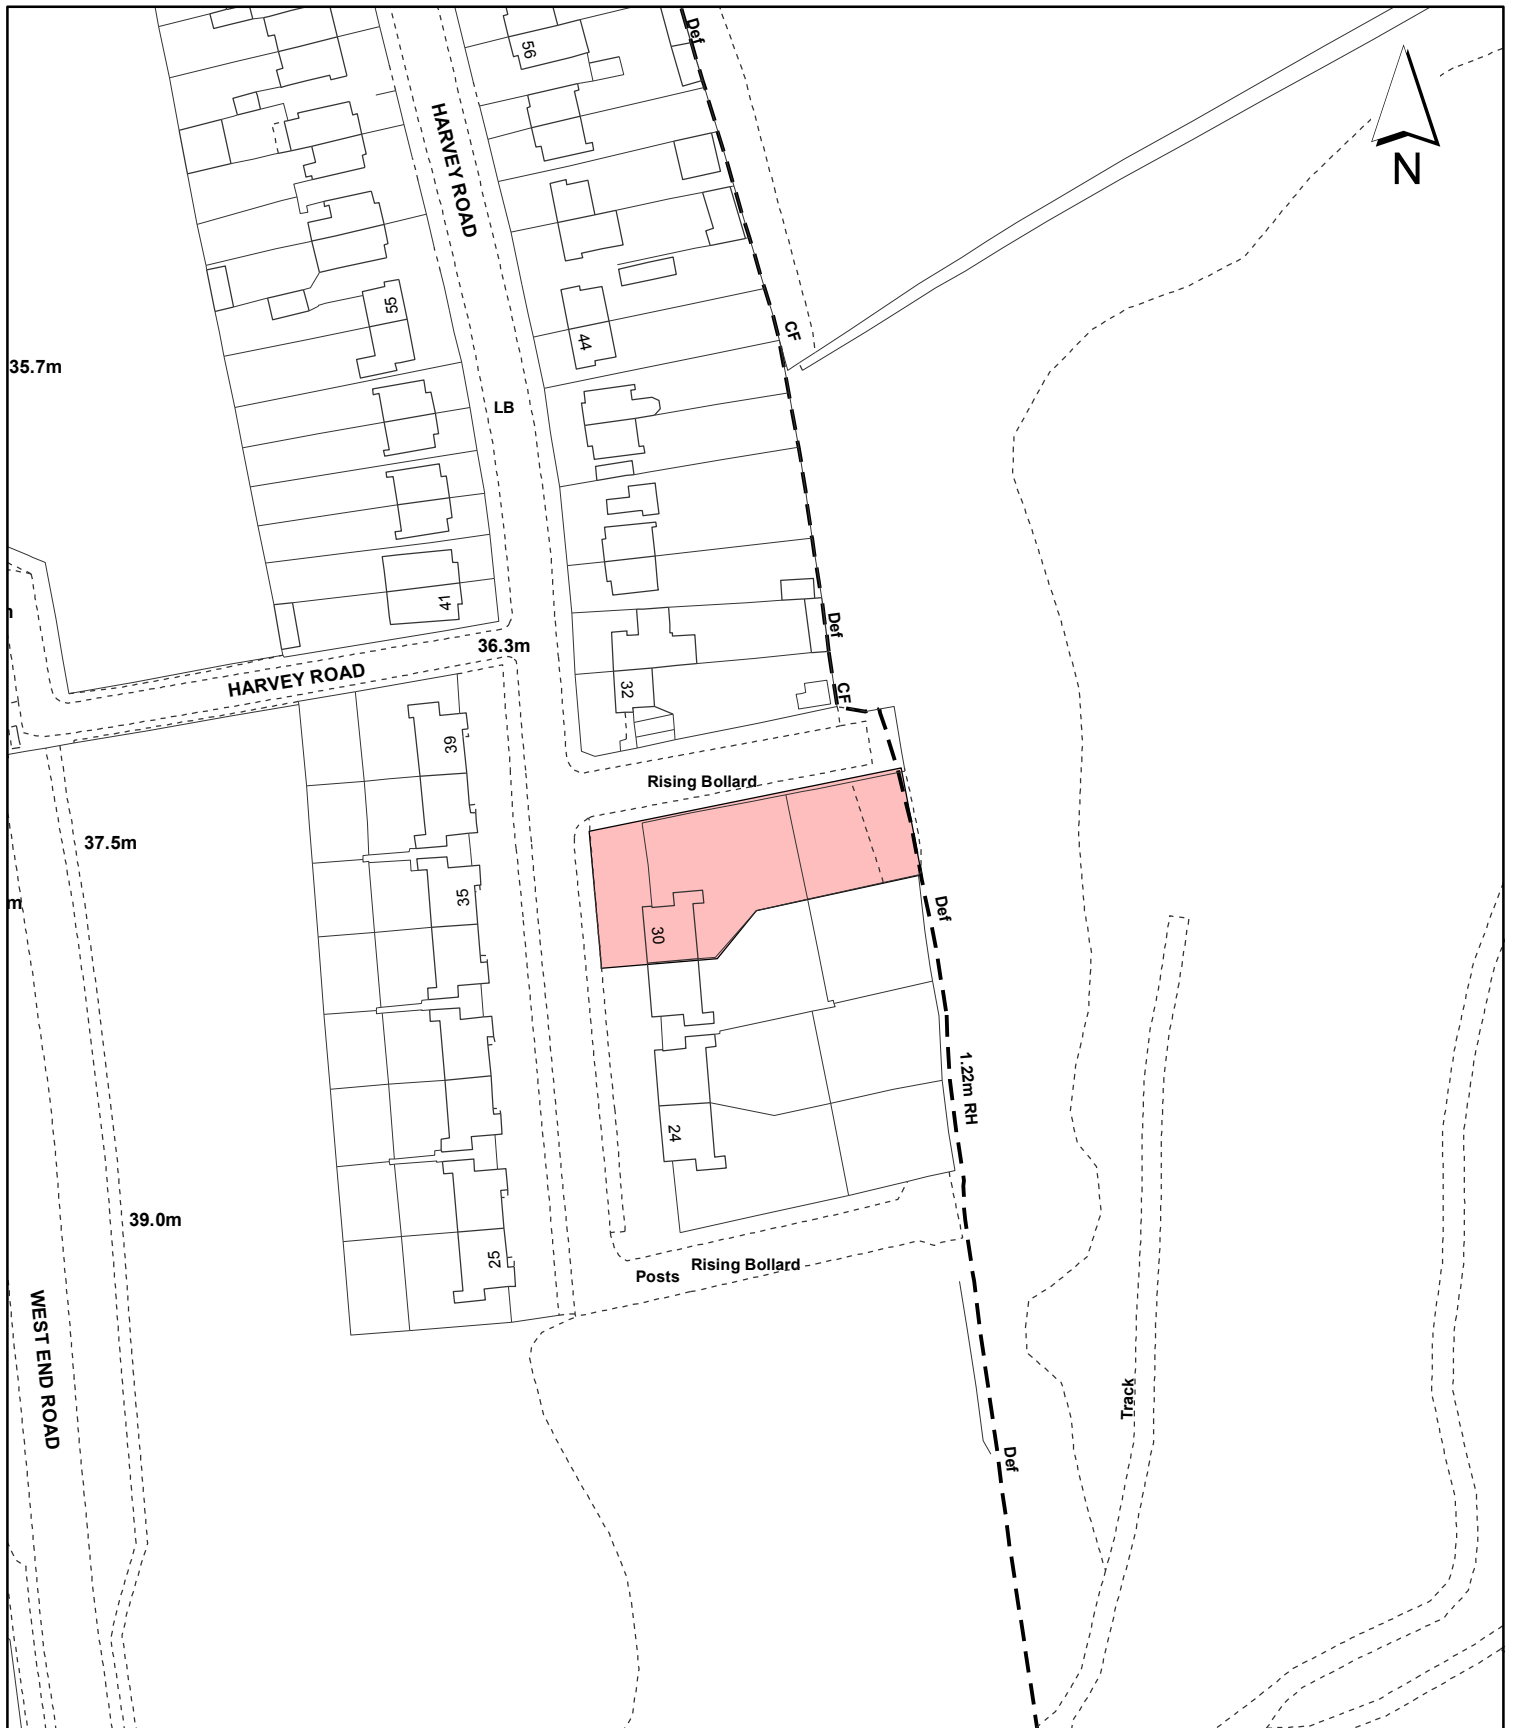 Def
56
HARVEY ROAD
N
55
CF
44
35.7m
LB
41
Def
36.3m
HARVEY ROAD
32
CF
39
Rising Bollard
37.5m
35
m
Def
30
1.22m RH
24
39.0m
25
Rising Bollard
Posts
WEST END ROAD
Track
Def